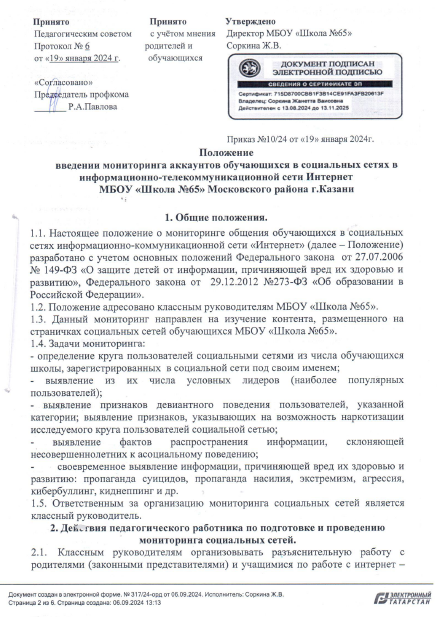 Принято
Педагогическим советом
Протокол № 6
от «19» января 2024 г.
Принято
с учётом мнения
родителей и
обучающихся
Утверждено
Директор МБОУ «Школа №65»
Соркина Ж.В.
ДОКУМЕНТ ПОДПИСАН
ЭЛЕКТРОННОЙ ПОДПИСЬЮ
СВЕДЕНИЯ О СЕРТИФИКАТЕ ЭП
Владелец: Соркина Жанетта Ваисовна
Действителен с 13.08.2024 до 13.11.2025
«Согласовано»
Председатель профкома
Р.А.Павлова
Приказ №10/24 от «19» января 2024г.
Положение
введении мониторинга аккаунтов обучающихся в социальных сетях в
информационно-телекоммуникационной сети Интернет
МБОУ «Школа №65» Московского района г.Казани
1. Общие положения.
1.1. Настоящее положение о мониторинге общения обучающихся в социальных
сетях информационно-коммуникационной сети «Интернет» (далее – Положение)
разработано с учетом основных положений Федерального закона от 27.07.2006
№ 149-ФЗ «О защите детей от информации, причиняющей вред их здоровью и
развитию», Федерального закона от 29.12.2012 №273-ФЗ «Об образовании в
Российской Федерации».
1.2. Положение адресовано классным руководителям МБОУ «Школа №65».
1.3. Данный мониторинг направлен на изучение контента, размещенного на
страничках социальных сетей обучающихся МБОУ «Школа №65».
1.4. Задачи мониторинга:
- определение круга пользователей социальными сетями из числа обучающихся
школы, зарегистрированных в социальной сети под своим именем;
- выявление из их числа условных лидеров (наиболее популярных
пользователей);
- выявление признаков девиантного поведения пользователей, указанной
категории; выявление признаков, указывающих на возможность наркотизации
исследуемого круга пользователей социальной сетью;
- выявление фактов распространения информации, склоняющей
несовершеннолетних к асоциальному поведению;
- своевременное выявление информации, причиняющей вред их здоровью и
развитию: пропаганда суицидов, пропаганда насилия, экстремизм, агрессия,
кибербуллинг, киднеппинг и др.
1.5. Ответственным за организацию мониторинга социальных сетей является
классный руководитель.
2. Действия педагогического работника по подготовке и проведению
мониторинга социальных сетей.
2.1. Классным руководителям организовывать разъяснительную работу с
родителями (законными представителями) и учащимися по работе с интернет –
Документ создан в электронной форме. № 317/24-орд от 06.09.2024. Исполнитель: Соркина Ж.В.
Страница 2 из 6. Страница создана: 06.09.2024 13:13
ЭЛЕКТРОННЫЙ
ТАТАРСТАН